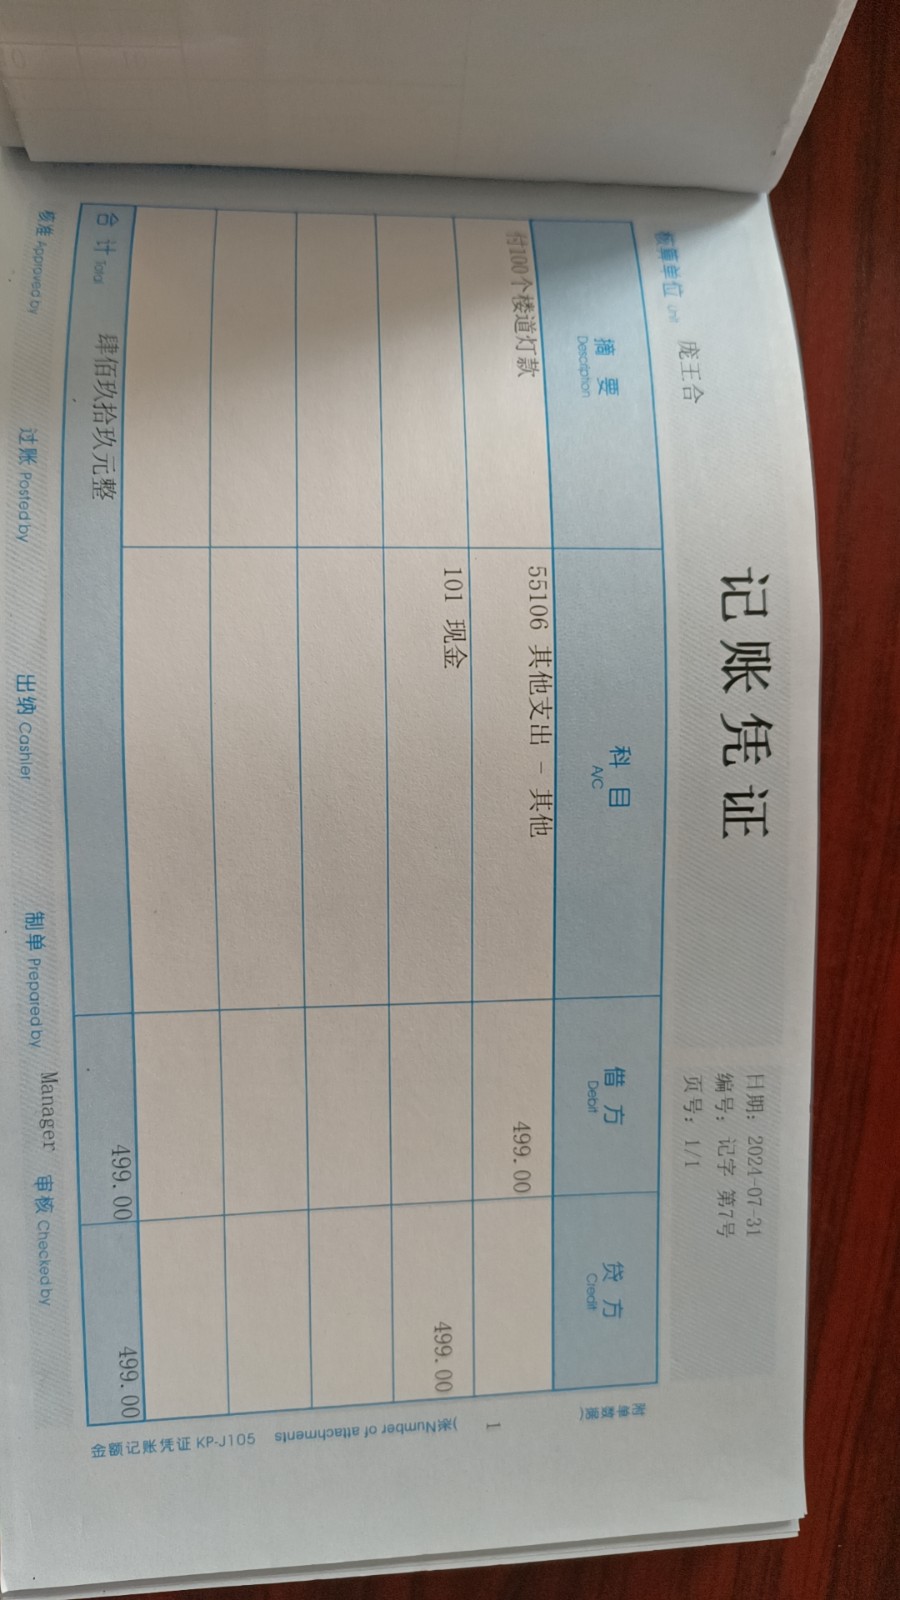 记账凭证
日期: 2024-07-31
编号: 记字 第7号
页号: 1/1
核算单位 Unit 庞王合
摘要 Description 科目 A/C 借方 Debit 贷方 Credit
付100个楼道灯款 55106 其他支出 - 其他 499.00
101 现金 499.00
合计 Total 肆佰玖拾玖元整 499.00 499.00
附单据数(
1
)张(Number of attachments
金额记账凭证 KP-J105
核准 Approved by 过账 Posted by 出纳 Cashier 制单 Prepared by Manager 审核 Checked by